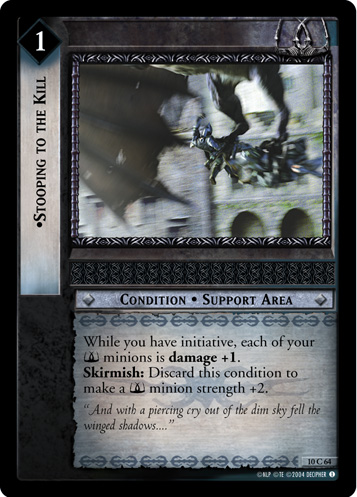 1
•Stooping to the Kill
Condition • Support Area
While you have initiative, each of your
minions is damage +1.
Skirmish: Discard this condition to
make a minion strength +2.
“And with a piercing cry out of the dim sky fell the
winged shadows....”
10 C 64
©NLP ©TE ©2004 DECIPHER